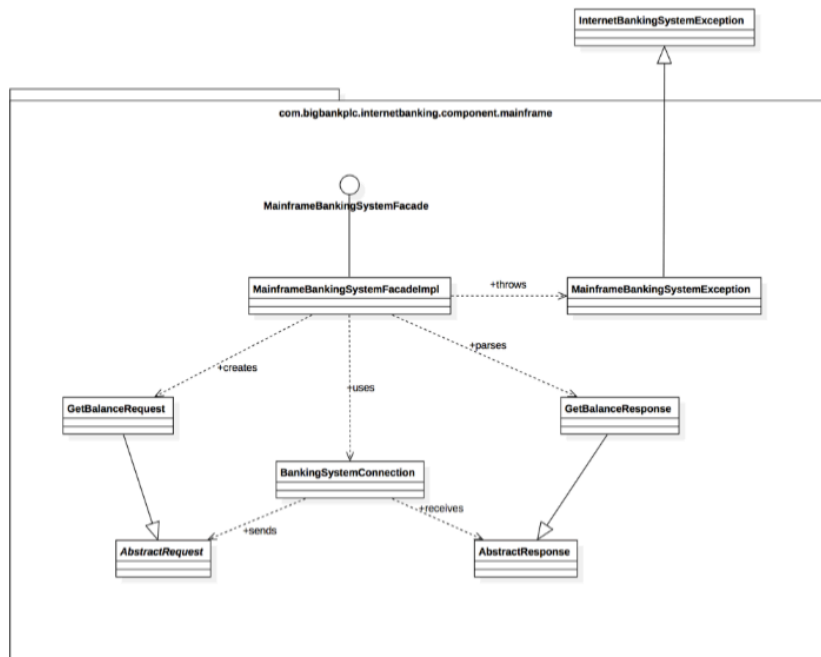 InternetBankingSystemException
com.bigbankplc.internetbanking.component.mainframe
MainframeBankingSystemFacade
MainframeBankingSystemFacadeImpl
+throws
MainframeBankingSystemException
+creates
+uses
+parses
GetBalanceRequest
GetBalanceResponse
BankingSystemConnection
+sends
+receives
AbstractRequest
AbstractResponse